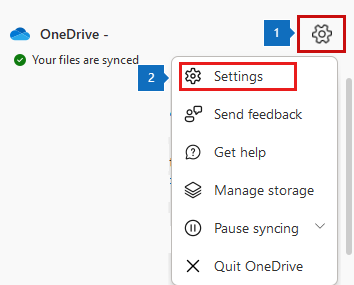 OneDrive -
1
Your files are synced
2
Settings
Send feedback
Get help
Manage storage
Pause syncing
Quit OneDrive